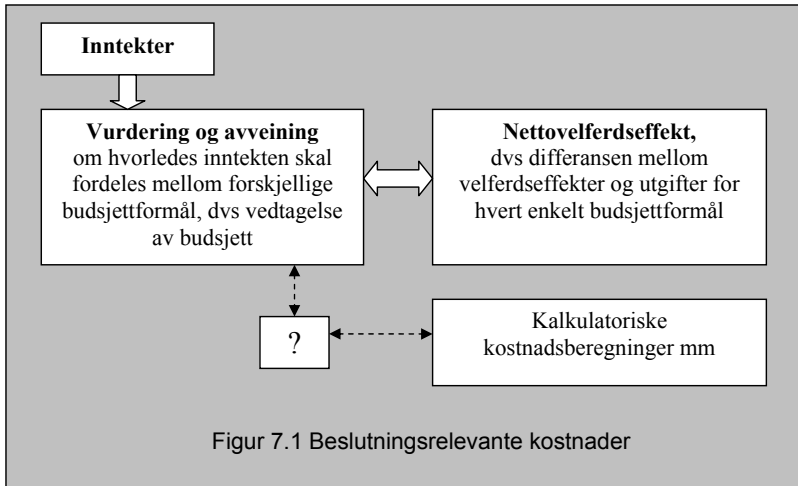 Inntekter
Vurdering og avveining
om hvorledes inntekten skal
fordeles mellom forskjellige
budsjettformål, dvs vedtagelse
av budsjett
Nettovelferdseffekt,
dvs differansen mellom
velferdseffekter og utgifter for
hvert enkelt budsjettformål
?
Kalkulatoriske
kostnadsberegninger mm
Figur 7.1 Beslutningsrelevante kostnader